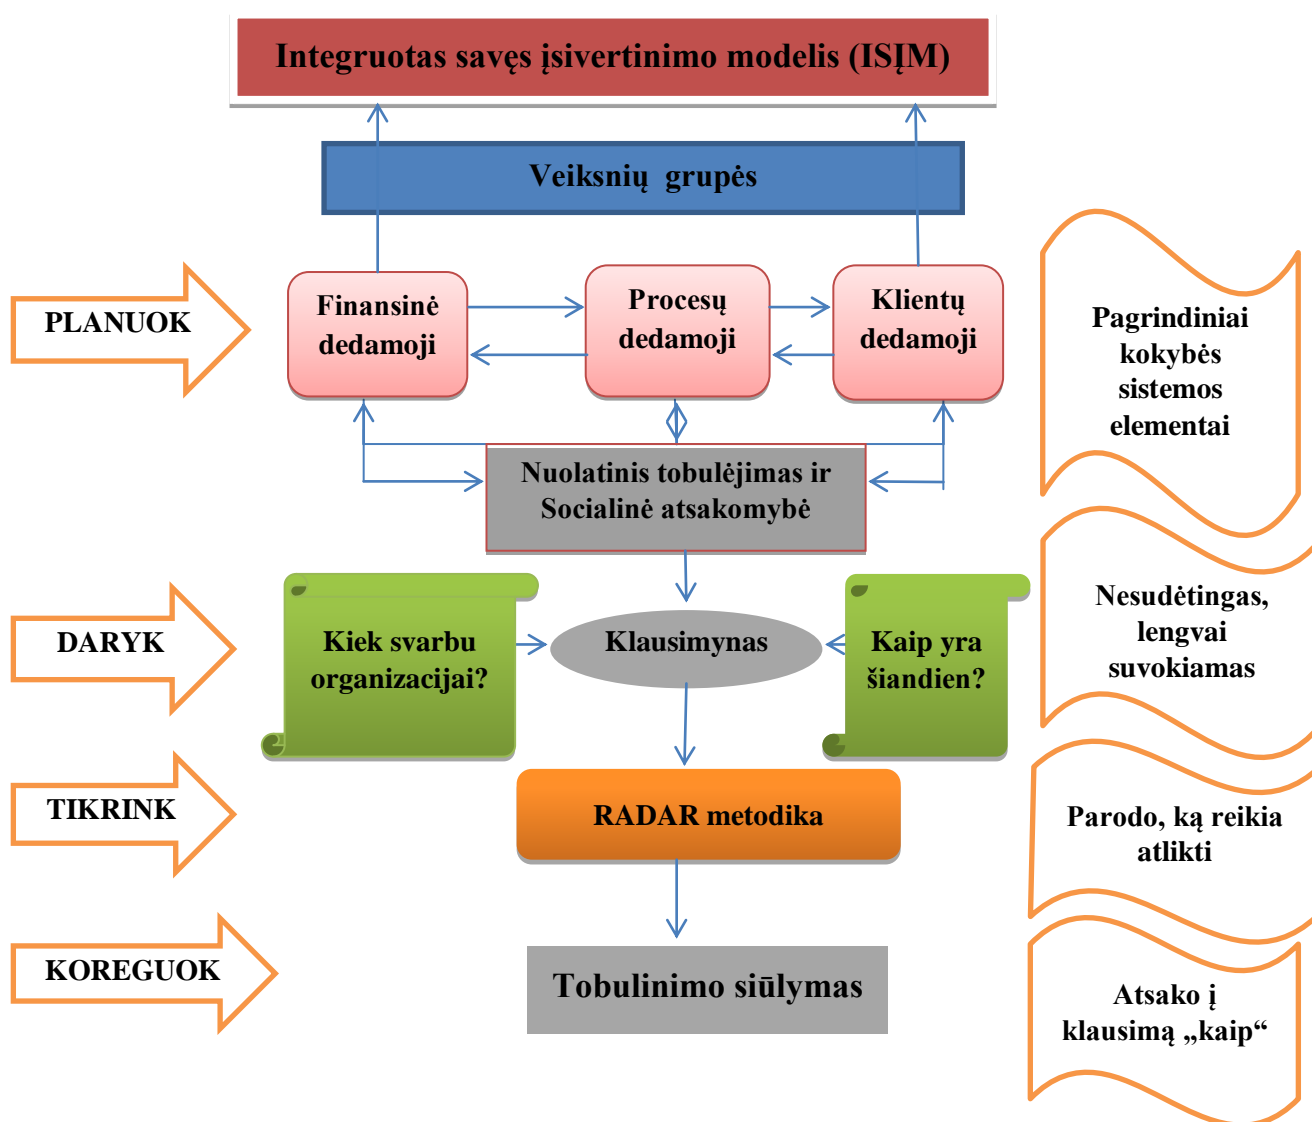 Integruotas savęs įsivertinimo modelis (ISĮM)
Veiksnių grupės
PLANUOK
Finansinė
dedamoji
Procesų
dedamoji
Klientų
dedamoji
Pagrindiniai
kokybės
sistemos
elementai
Nuolatinis tobulėjimas ir
Socialinė atsakomybė
DARYK
Kiek svarbu
organizacijai?
Klausimynas
Kaip yra
šiandien?
Nesudėtingas,
lengvai
suvokiamas
TIKRINK
RADAR metodika
Parodo, ką reikia
atlikti
KOREGUOK
Tobulinimo siūlymas
Atsako į
klausimą „kaip“